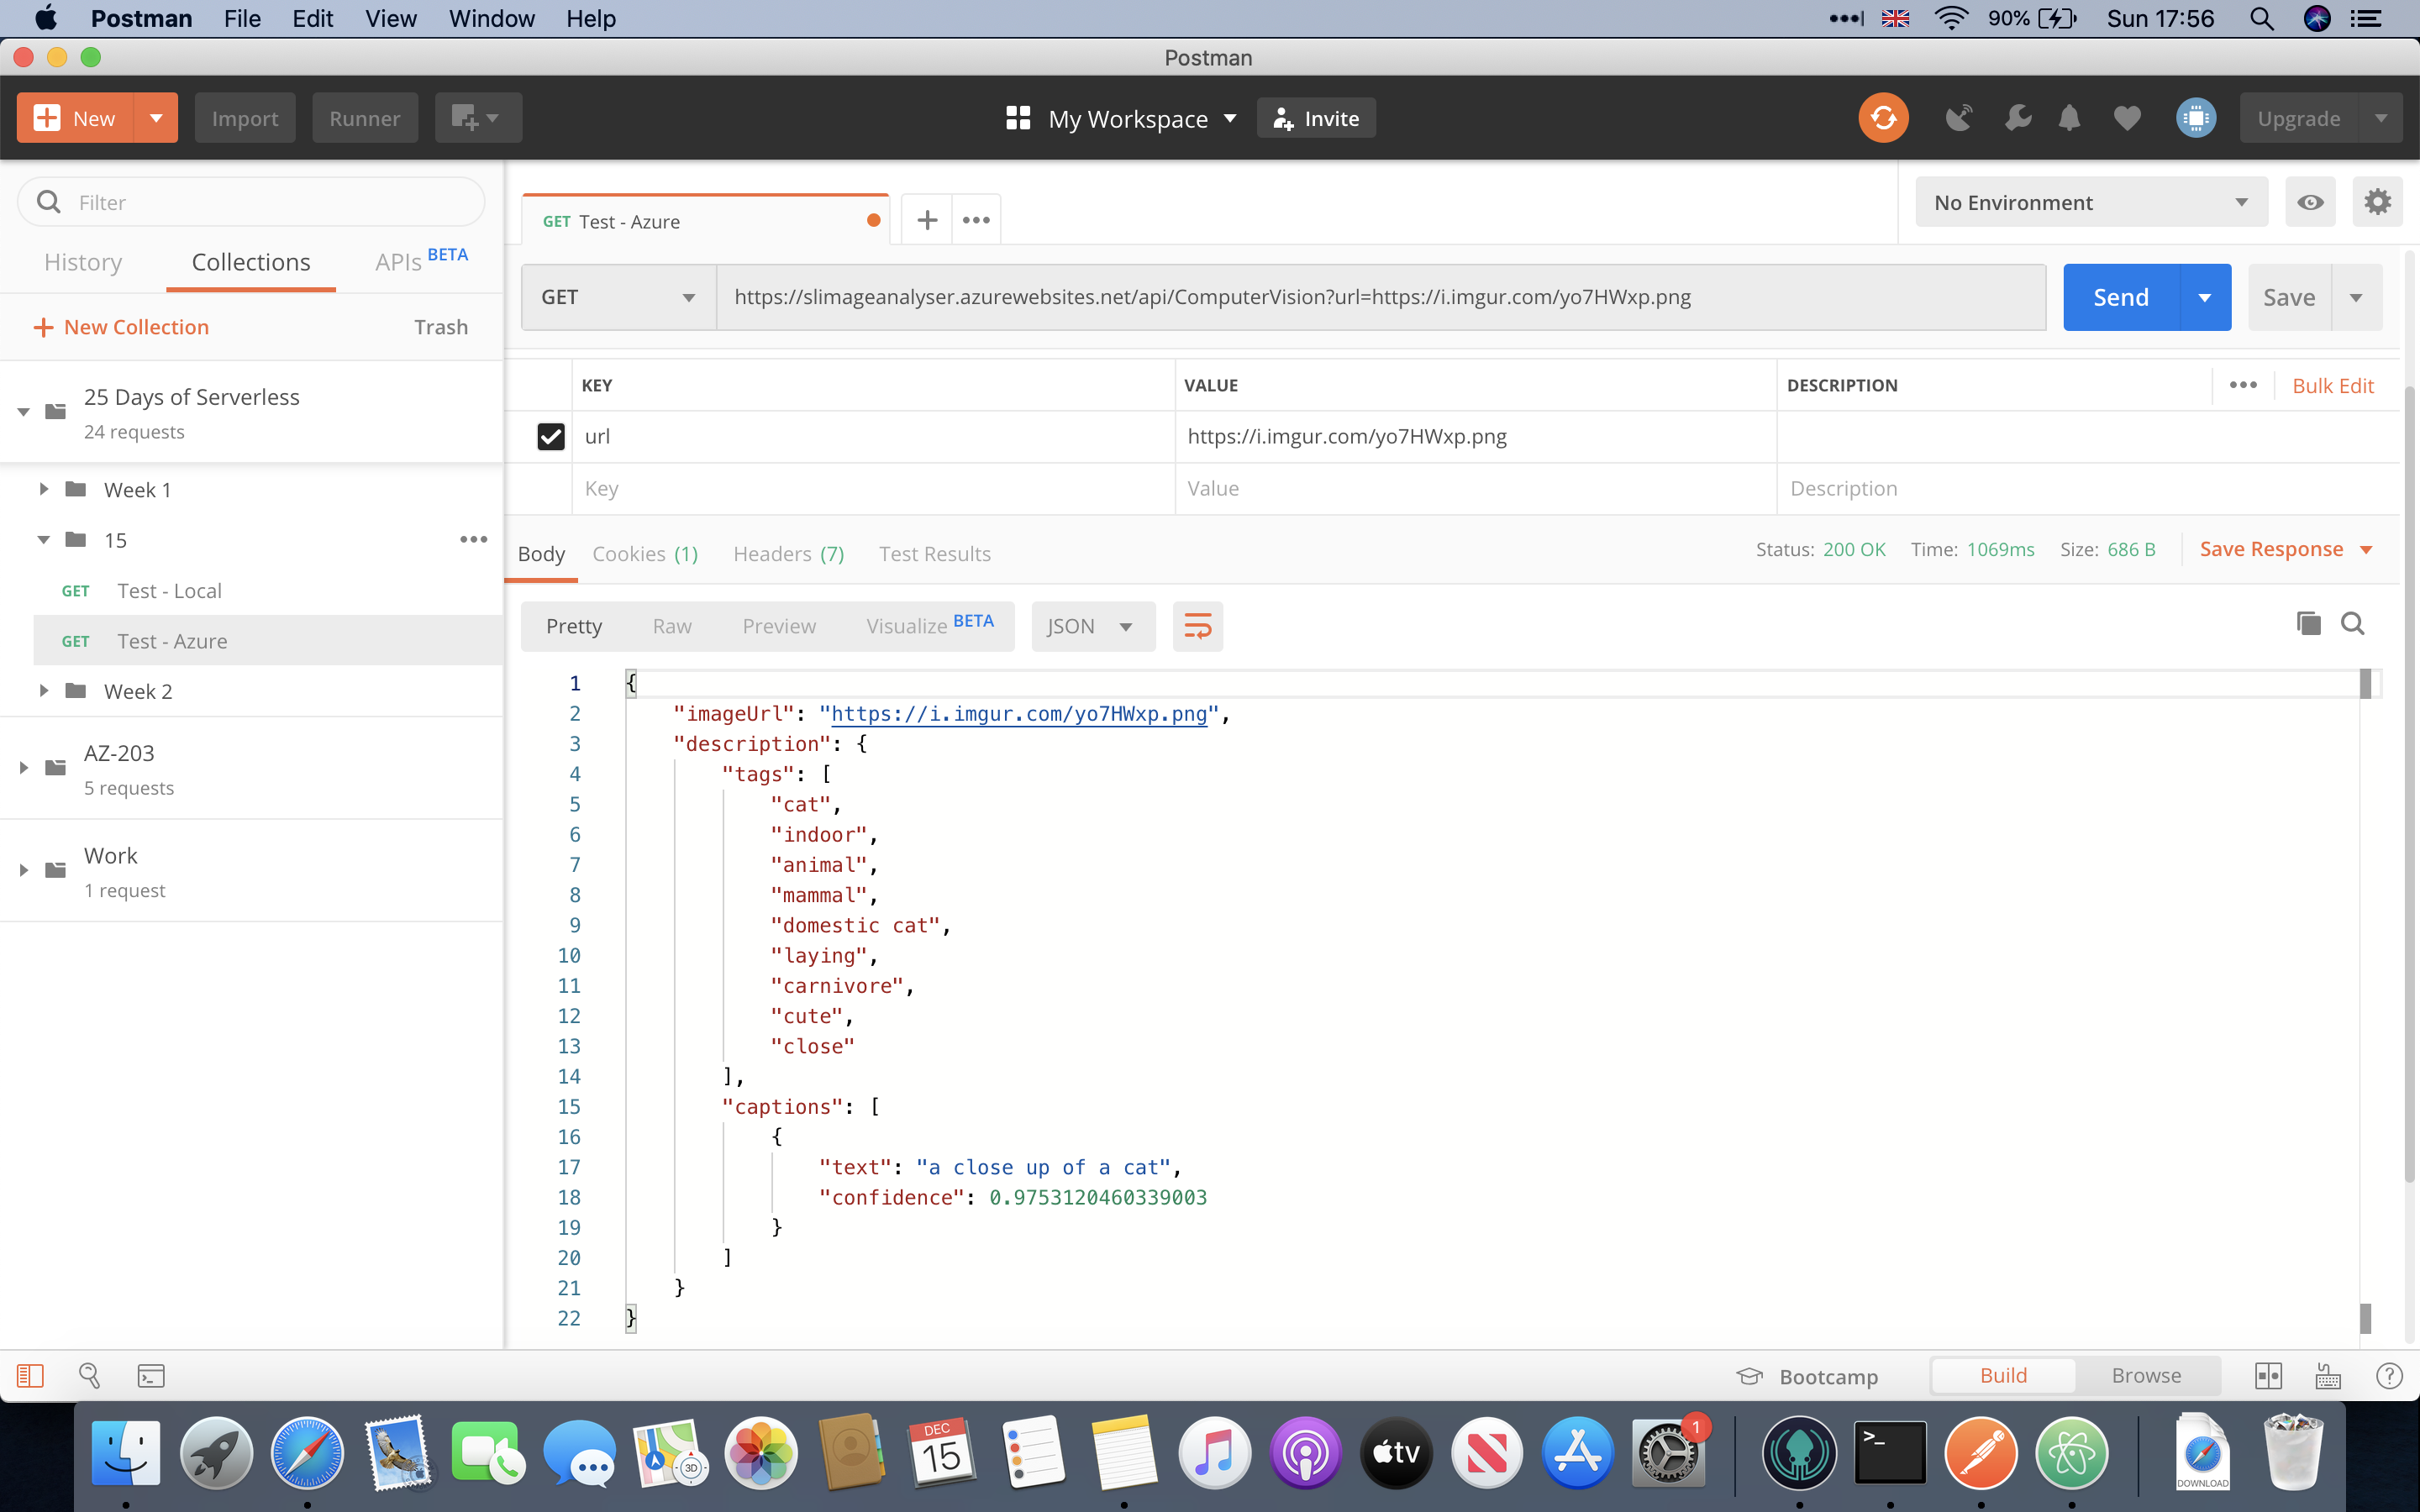 Postman File Edit View Window Help 90% Sun 17:56
Postman
New Import Runner My Workspace Invite Upgrade
Filter
History Collections APIs BETA
New Collection Trash
25 Days of Serverless
24 requests
Week 1
15
GET Test - Local
GET Test - Azure
Week 2
AZ-203
5 requests
Work
1 request
GET Test - Azure
No Environment
GET https://slimageanalyser.azurewebsites.net/api/ComputerVision?url=https://i.imgur.com/yo7HWxp.png Send Save
KEY VALUE DESCRIPTION Bulk Edit
url https://i.imgur.com/yo7HWxp.png
Key Value Description
Body Cookies (1) Headers (7) Test Results Status: 200 OK Time: 1069ms Size: 686 B Save Response
Pretty Raw Preview Visualize BETA JSON
1 {
2 "imageUrl": "https://i.imgur.com/yo7HWxp.png",
3 "description": {
4 "tags": [
5 "cat",
6 "indoor",
7 "animal",
8 "mammal",
9 "domestic cat",
10 "laying",
11 "carnivore",
12 "cute",
13 "close"
14 ],
15 "captions": [
16 {
17 "text": "a close up of a cat",
18 "confidence": 0.9753120460339003
19 }
20 ]
21 }
22 }
Bootcamp Build Browse
DEC
15
3D
tv
1
>_
DOWNLOAD